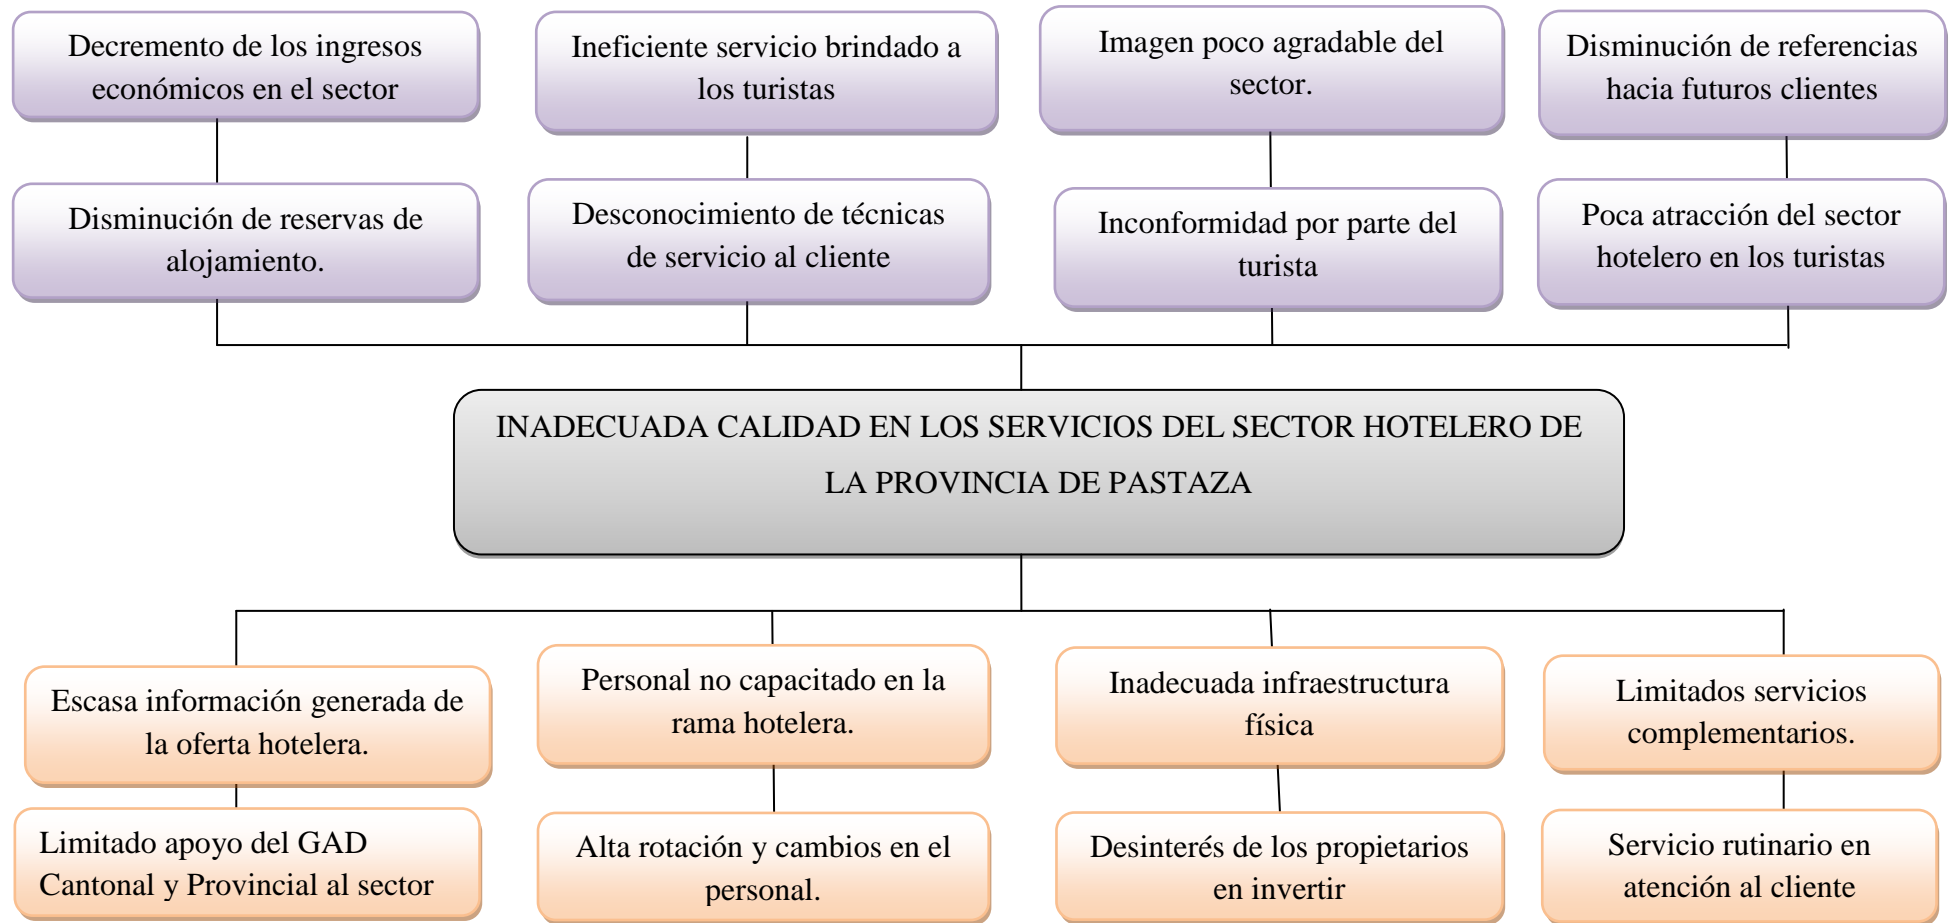 Decremento de los ingresos
económicos en el sector
Ineficiente servicio brindado a
los turistas
Imagen poco agradable del
sector.
Disminución de referencias
hacia futuros clientes
Disminución de reservas de
alojamiento.
Desconocimiento de técnicas
de servicio al cliente
Inconformidad por parte del
turista
Poca atracción del sector
hotelero en los turistas
INADECUADA CALIDAD EN LOS SERVICIOS DEL SECTOR HOTELERO DE
LA PROVINCIA DE PASTAZA
Escasa información generada de
la oferta hotelera.
Personal no capacitado en la
rama hotelera.
Inadecuada infraestructura
física
Limitados servicios
complementarios.
Limitado apoyo del GAD
Cantonal y Provincial al sector
Alta rotación y cambios en el
personal.
Desinterés de los propietarios
en invertir
Servicio rutinario en
atención al cliente